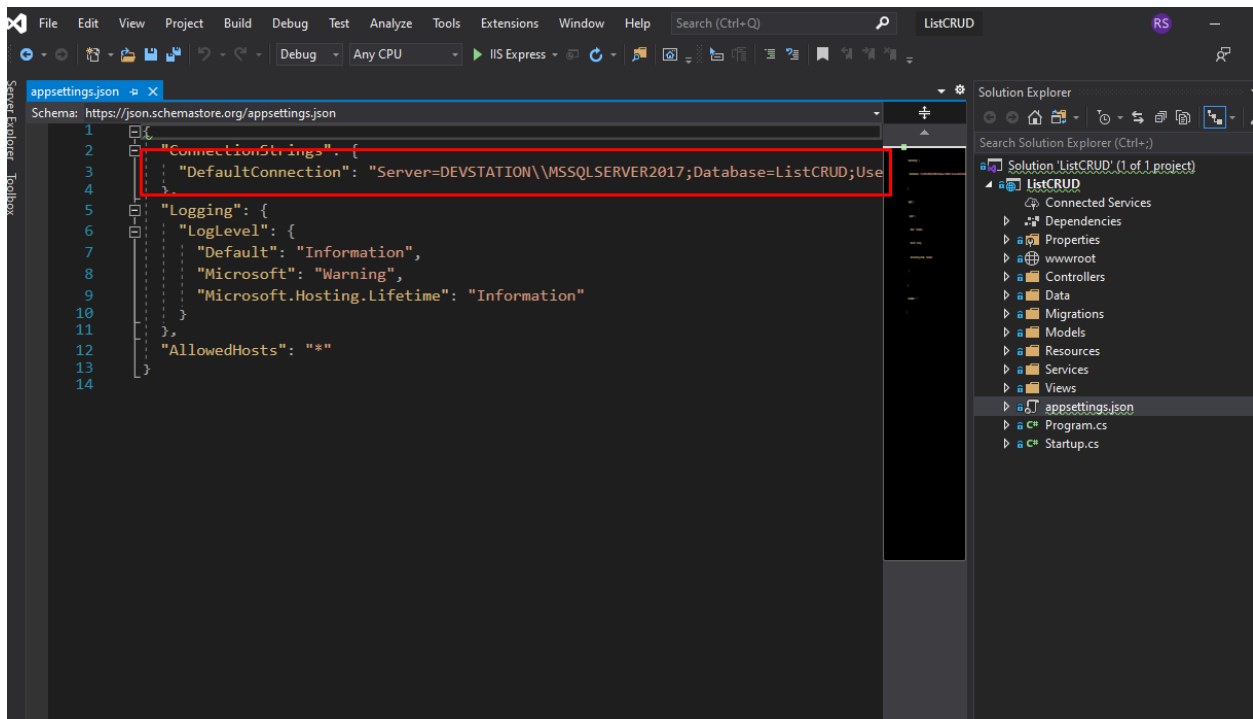 File Edit View Project Build Debug Test Analyze Tools Extensions Window Help Search (Ctrl+Q) ListCRUD RS
Debug Any CPU IIS Express
Server Explorer
Toolbox
appsettings.json
Schema: https://json.schemastore.org/appsettings.json
1 {
2 "ConnectionStrings": {
3 "DefaultConnection": "Server=DEVSTATION\\MSSQLSERVER2017;Database=ListCRUD;Use
4 },
5 "Logging": {
6 "LogLevel": {
7 "Default": "Information",
8 "Microsoft": "Warning",
9 "Microsoft.Hosting.Lifetime": "Information"
10 }
11 },
12 "AllowedHosts": "*"
13 }
14
Solution Explorer
Search Solution Explorer (Ctrl+;)
Solution 'ListCRUD' (1 of 1 project)
ListCRUD
Connected Services
Dependencies
Properties
wwwroot
Controllers
Data
Migrations
Models
Resources
Services
Views
appsettings.json
C# Program.cs
C# Startup.cs